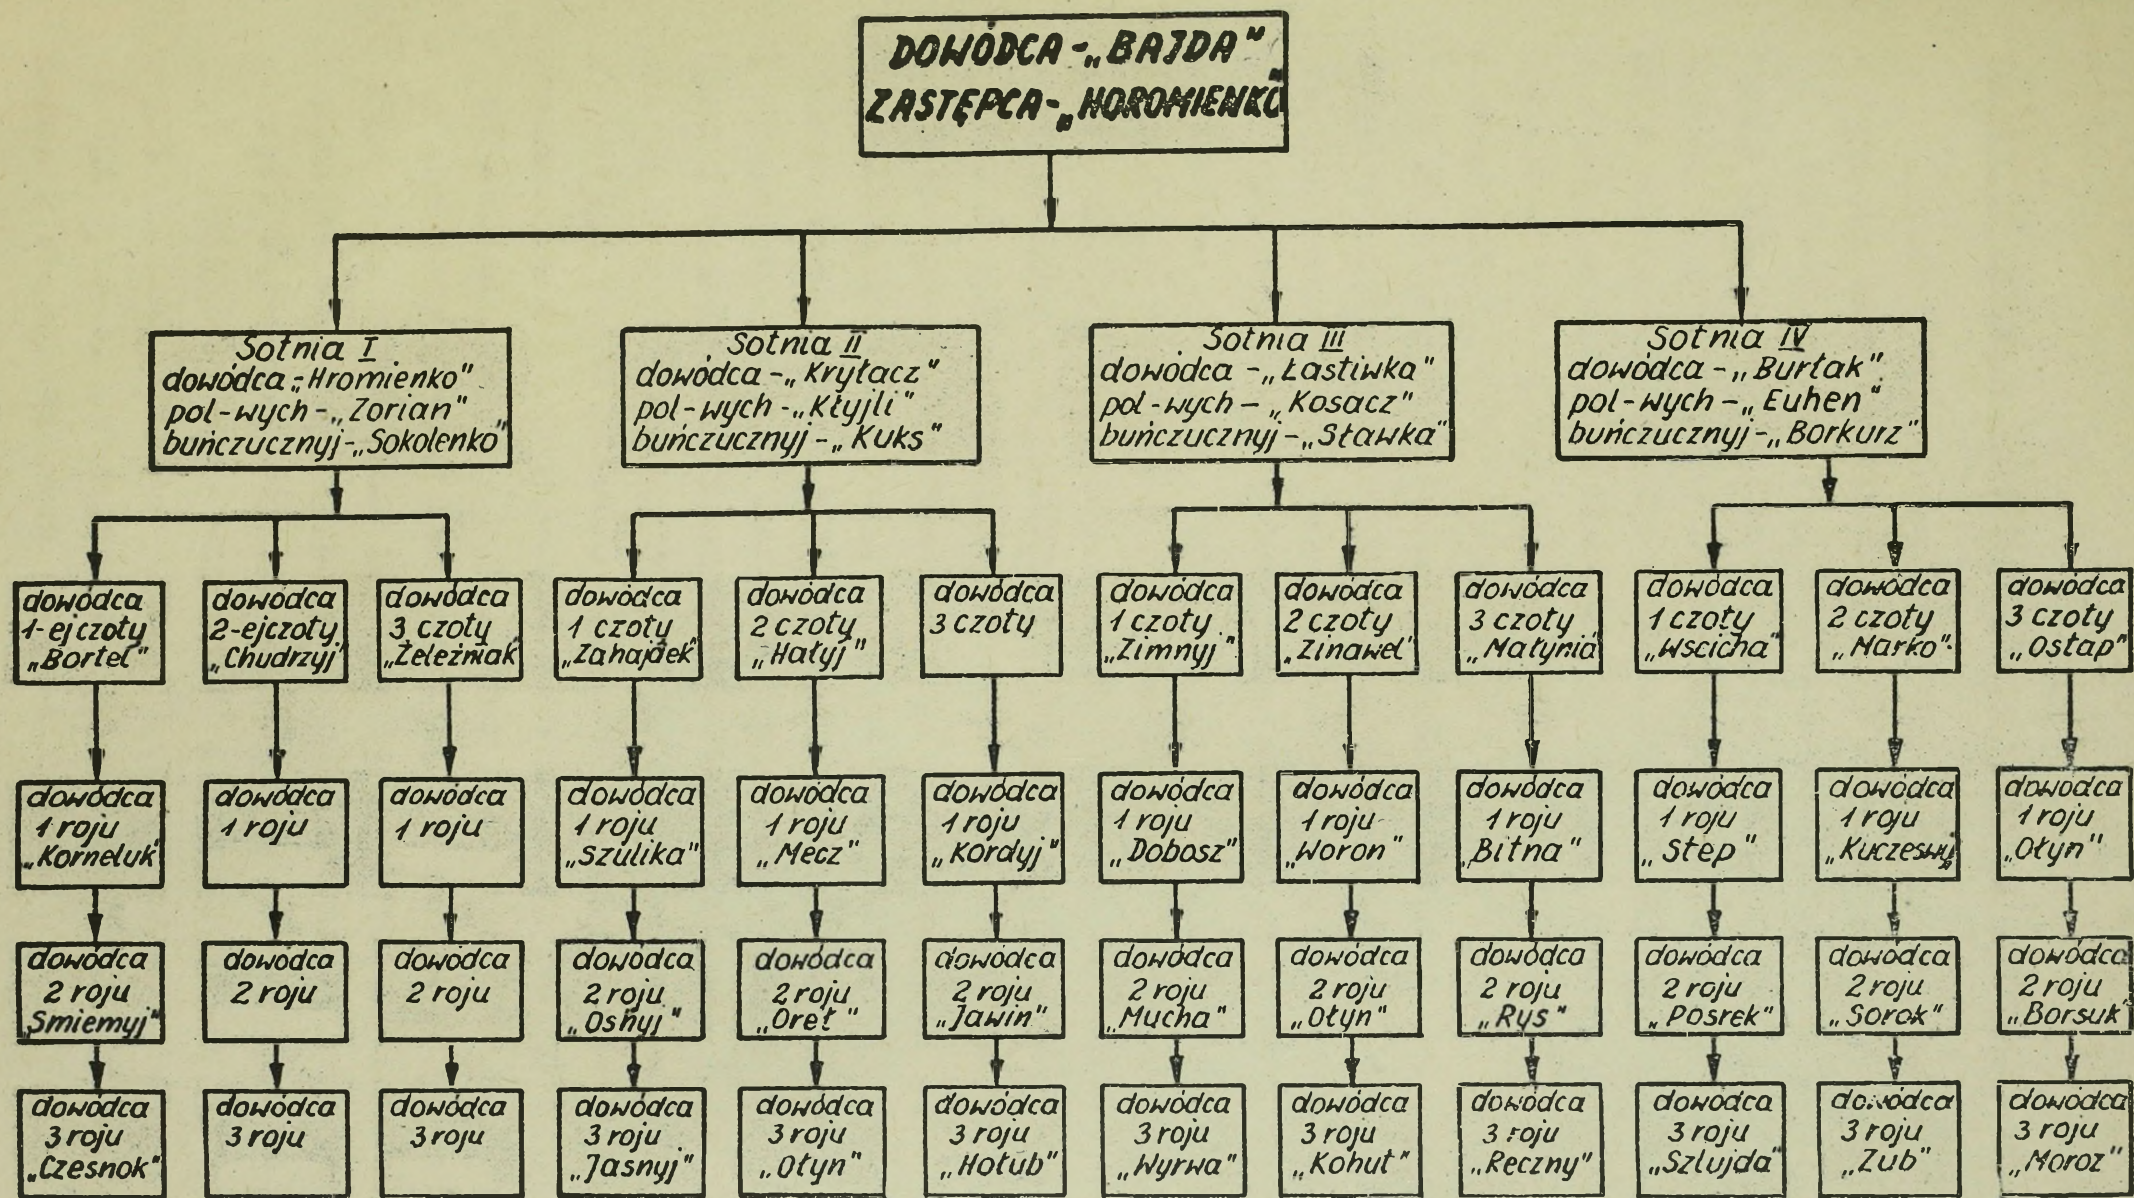 DOWÓDCA - „BAJDA"
ZASTĘPCA - „HOROMIENKO"
Sotnia I
dowódca - „Hromienko"
pol-wych - „Zorian"
buńczucznyj - „Sokolenko"
Sotnia II
dowódca - „Kryłacz"
pol-wych - „Kłyjli"
buńczucznyj - „Kuks"
Sotnia III
dowódca - „Łastiwka"
pol-wych - „Kosacz"
buńczucznyj - „Sławka"
Sotnia IV
dowódca - „Burłak"
pol-wych - „Euhen"
buńczucznyj - „Borkurz"
dowódca
1-ej czoty
„Bortel"
dowódca
2-ej czoty
„Chudrzyj"
dowódca
3 czoty
„Żeleźniak"
dowódca
1 czoty
„Zahajdek"
dowódca
2 czoty
„Hałyj"
dowódca
3 czoty
dowódca
1 czoty
„Zimnyj"
dowódca
2 czoty
„Zinawel"
dowódca
3 czoty
„Małynia"
dowódca
1 czoty
„Wscicha"
dowódca
2 czoty
„Marko"
dowódca
3 czoty
„Ostap"
dowódca
1 roju
„Korneluk"
dowódca
1 roju
dowódca
1 roju
dowódca
1 roju
„Szulika"
dowódca
1 roju
„Mecz"
dowódca
1 roju
„Kordyj"
dowódca
1 roju
„Dobosz"
dowódca
1 roju
„Woron"
dowódca
1 roju
„Bitna"
dowódca
1 roju
„Step"
dowódca
1 roju
„Kuczeswyj"
dowódca
1 roju
„Ołyn"
dowódca
2 roju
„Smiemyj"
dowódca
2 roju
dowódca
2 roju
dowódca
2 roju
„Osnyj"
dowódca
2 roju
„Oreł"
dowódca
2 roju
„Jawin"
dowódca
2 roju
„Mucha"
dowódca
2 roju
„Ołyn"
dowódca
2 roju
„Rys"
dowódca
2 roju
„Posrek"
dowódca
2 roju
„Sorok"
dowódca
2 roju
„Borsuk"
dowódca
3 roju
„Czesnok"
dowódca
3 roju
dowódca
3 roju
dowódca
3 roju
„Jasnyj"
dowódca
3 roju
„Ołyn"
dowódca
3 roju
„Hołub"
dowódca
3 roju
„Wyrwa"
dowódca
3 roju
„Kohut"
dowódca
3 roju
„Reczny"
dowódca
3 roju
„Szlujda"
dowódca
3 roju
„Zub"
dowódca
3 roju
„Moroz"